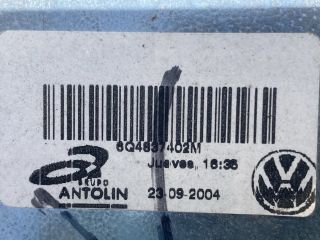 6Q4837402M
Jueves, 16:36
GRUPO
ANTOLIN
23-09-2004